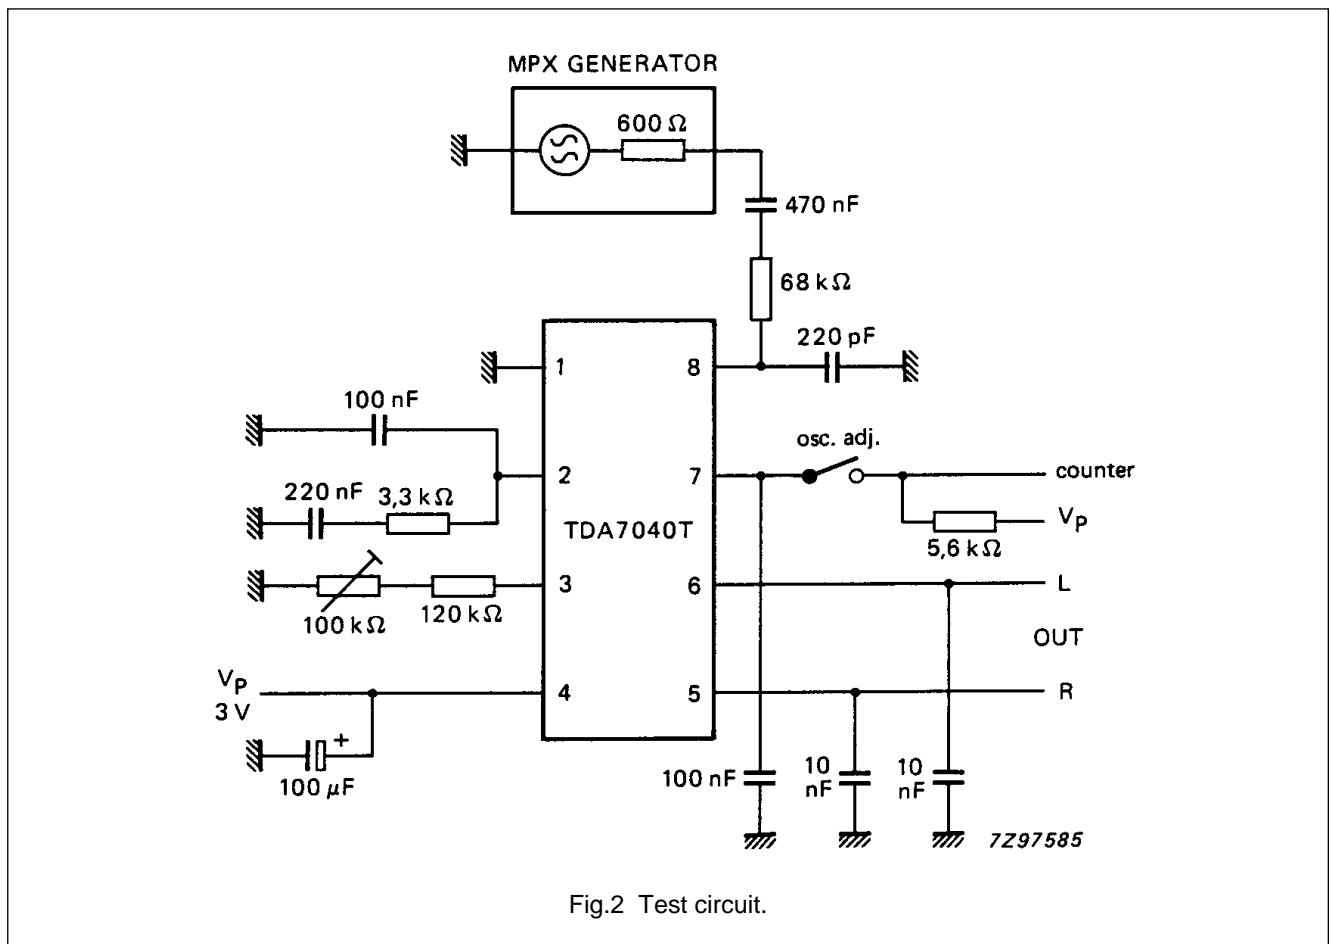 MPX GENERATOR
600 Ω
470 nF
68 kΩ
220 pF
1
8
100 nF
osc. adj.
2
7
counter
220 nF
3,3 kΩ
TDA7040T
VP
5,6 kΩ
3
6
L
100 kΩ
120 kΩ
OUT
VP
3 V
4
5
R
+
100 μF
100 nF
10
nF
10
nF
7Z97585
Fig.2 Test circuit.